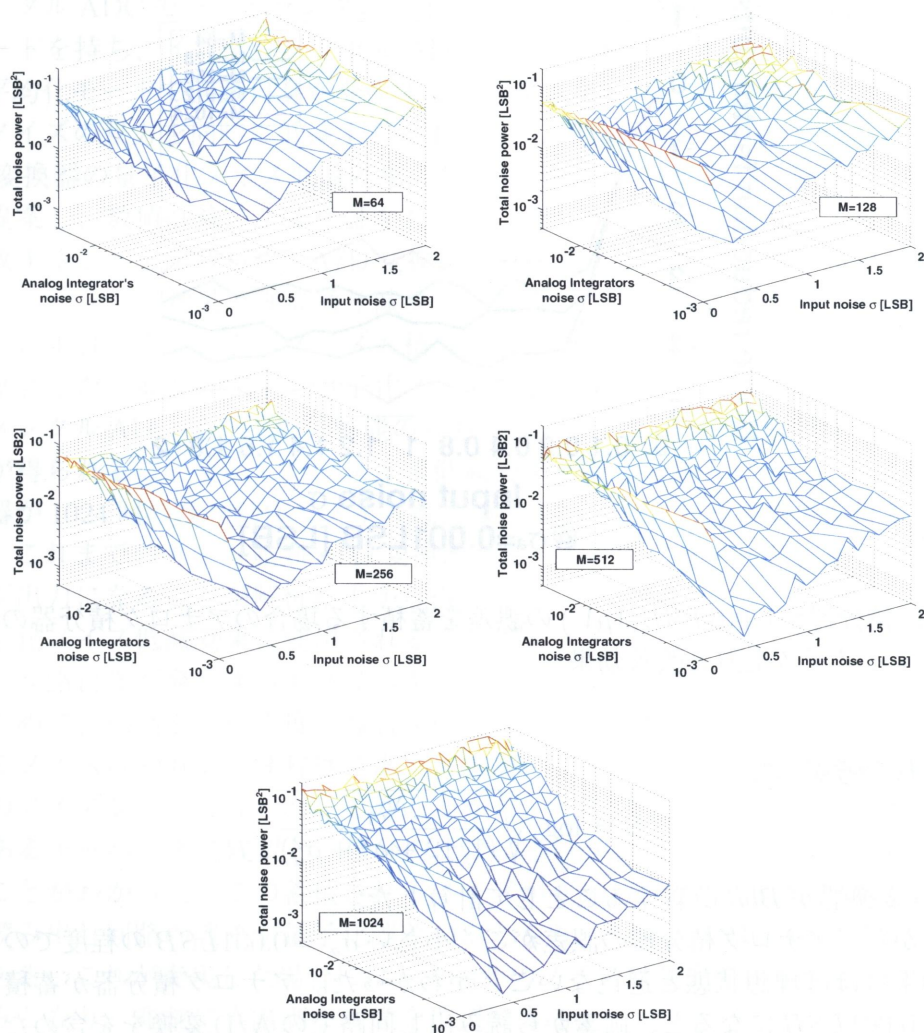 Total noise power [LSB²]
10⁻¹
10⁻²
10⁻³
M=64
10⁻²
Analog Integrator's
noise σ [LSB]
10⁻³
0
0.5
1
1.5
2
Input noise σ [LSB]
Total noise power [LSB²]
10⁻¹
10⁻²
10⁻³
M=128
10⁻²
Analog Integrators
noise σ [LSB]
10⁻³
0
0.5
1
1.5
2
Input noise σ [LSB]
Total noise power [LSB2]
10⁻¹
10⁻²
10⁻³
M=256
10⁻²
Analog Integrators
noise σ [LSB]
10⁻³
0
0.5
1
1.5
2
Input noise σ [LSB]
Total noise power [LSB2]
10⁻¹
10⁻²
10⁻³
M=512
10⁻²
Analog Integrators
noise σ [LSB]
10⁻³
0
0.5
1
1.5
2
Input noise σ [LSB]
Total noise power [LSB²]
10⁻¹
10⁻²
10⁻³
M=1024
10⁻²
Analog Integrators
noise σ [LSB]
10⁻³
0
0.5
1
1.5
2
Input noise σ [LSB]